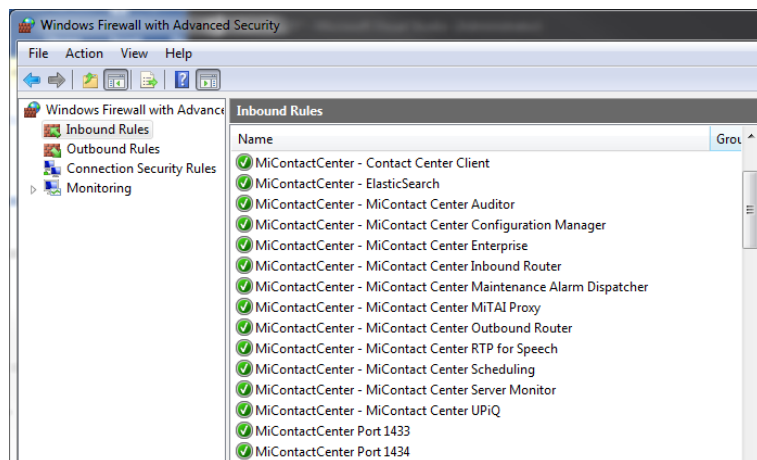 Windows Firewall with Advanced Security
File Action View Help
Windows Firewall with Advance
Inbound Rules
Outbound Rules
Connection Security Rules
Monitoring
Inbound Rules
Name Grou
MiContactCenter - Contact Center Client
MiContactCenter - ElasticSearch
MiContactCenter - MiContact Center Auditor
MiContactCenter - MiContact Center Configuration Manager
MiContactCenter - MiContact Center Enterprise
MiContactCenter - MiContact Center Inbound Router
MiContactCenter - MiContact Center Maintenance Alarm Dispatcher
MiContactCenter - MiContact Center MiTAI Proxy
MiContactCenter - MiContact Center Outbound Router
MiContactCenter - MiContact Center RTP for Speech
MiContactCenter - MiContact Center Scheduling
MiContactCenter - MiContact Center Server Monitor
MiContactCenter - MiContact Center UPiQ
MiContactCenter Port 1433
MiContactCenter Port 1434